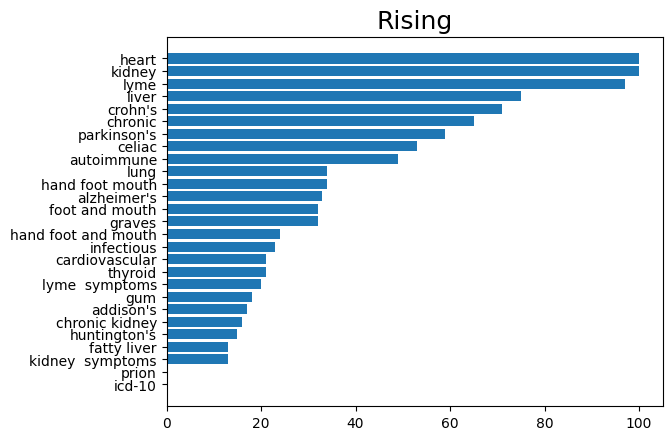 Rising
heart
kidney
lyme
liver
crohn's
chronic
parkinson's
celiac
autoimmune
lung
hand foot mouth
alzheimer's
foot and mouth
graves
hand foot and mouth
infectious
cardiovascular
thyroid
lyme  symptoms
gum
addison's
chronic kidney
huntington's
fatty liver
kidney  symptoms
prion
icd-10
0 20 40 60 80 100